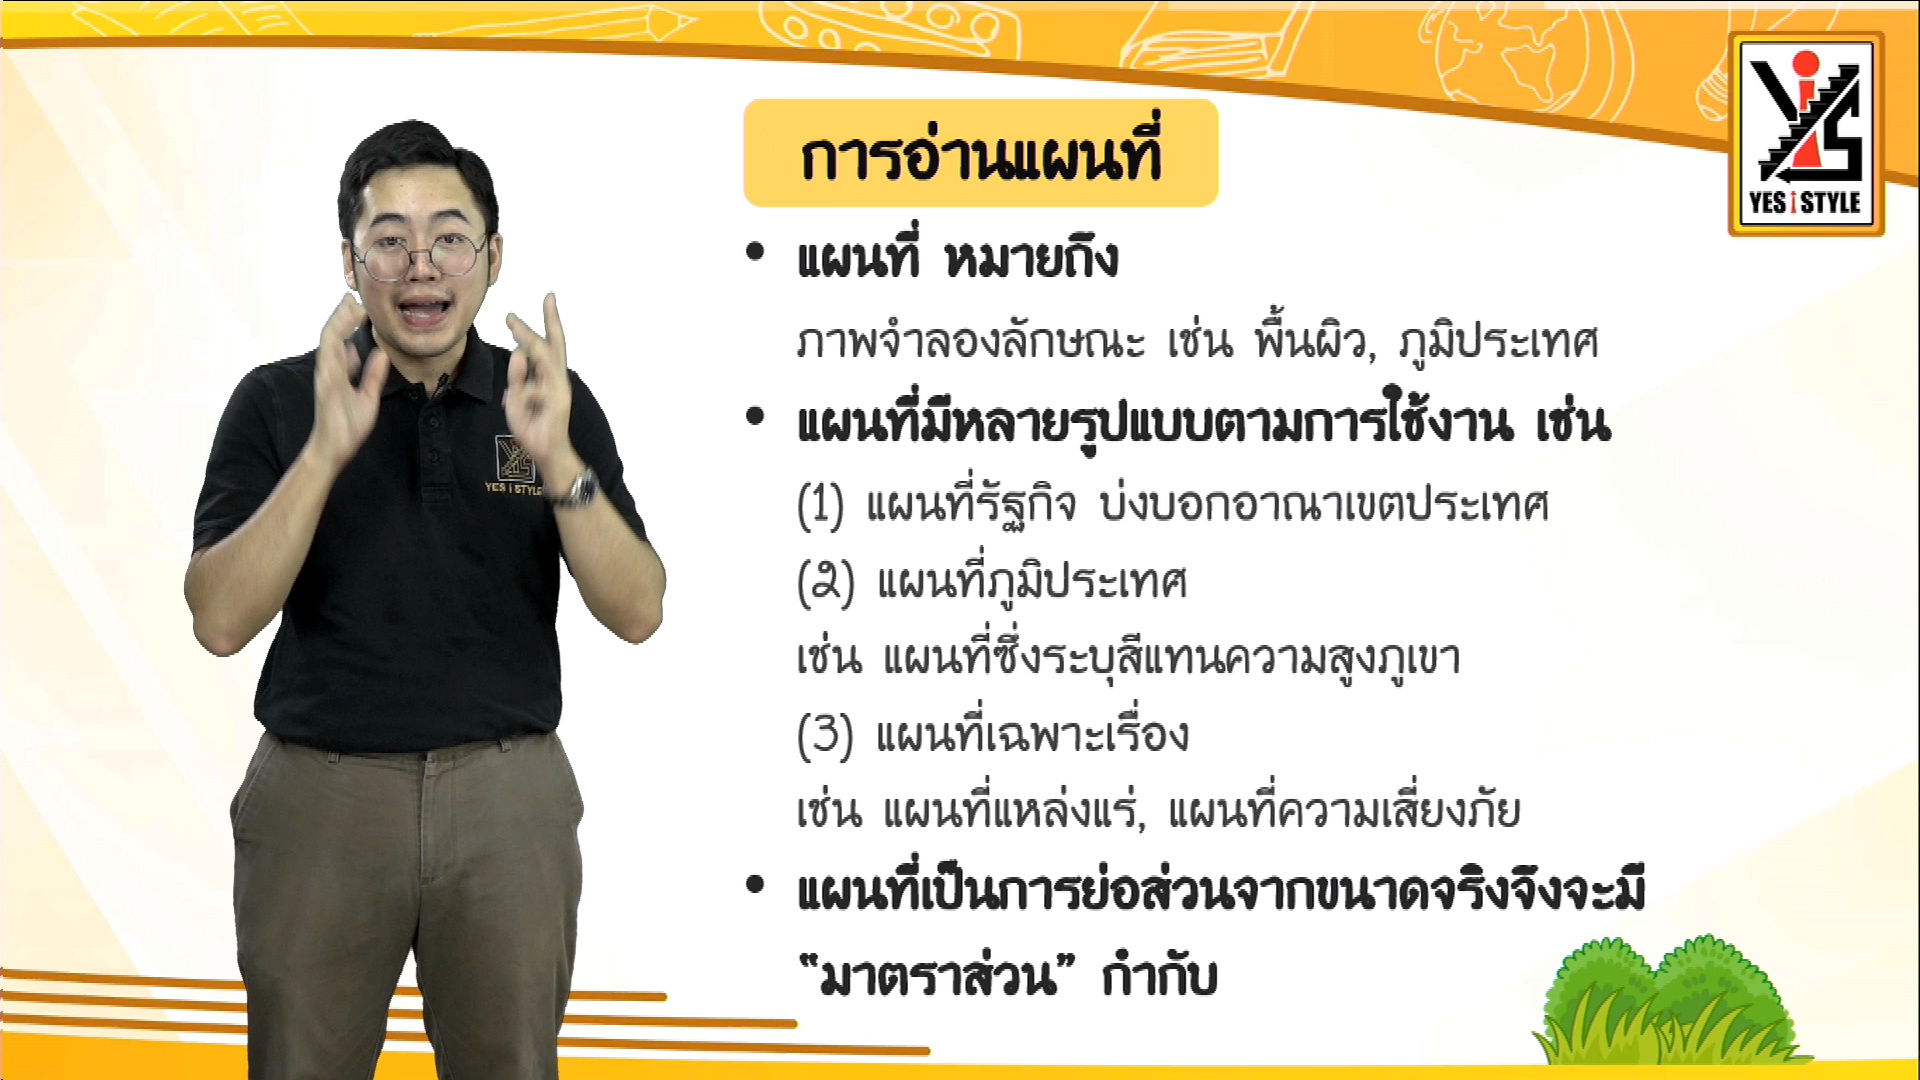 การอ่านแผนที่
YES i STYLE
• แผนที่ หมายถึง
ภาพจำลองลักษณะ เช่น พื้นผิว, ภูมิประเทศ
• แผนที่มีหลายรูปแบบตามการใช้งาน เช่น
(1) แผนที่รัฐกิจ บ่งบอกอาณาเขตประเทศ
(2) แผนที่ภูมิประเทศ
เช่น แผนที่ซึ่งระบุสีแทนความสูงภูเขา
(3) แผนที่เฉพาะเรื่อง
เช่น แผนที่แหล่งแร่, แผนที่ความเสี่ยงภัย
• แผนที่เป็นการย่อส่วนจากขนาดจริงจึงจะมี
“มาตราส่วน” กำกับ
YES i STYLE